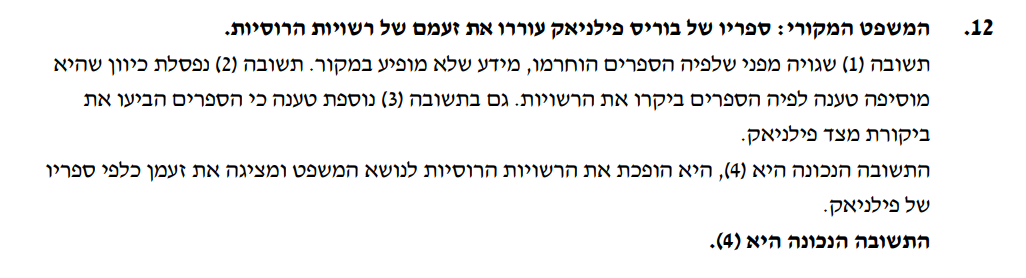 12. המשפט המקורי: ספריו של בוריס פילניאק עוררו את זעמם של רשויות הרוסיות.
תשובה (1) שגויה מפני שלפיה הספרים הוחרמו, מידע שלא מופיע במקור. תשובה (2) נפסלת כיוון שהיא
מוסיפה טענה לפיה הספרים ביקרו את הרשויות. גם בתשובה (3) נוספת טענה כי הספרים הביעו את
ביקורת מצד פילניאק.
התשובה הנכונה היא (4), היא הופכת את הרשויות הרוסיות לנושא המשפט ומציגה את זעמן כלפי ספריו
של פילניאק.
התשובה הנכונה היא (4).